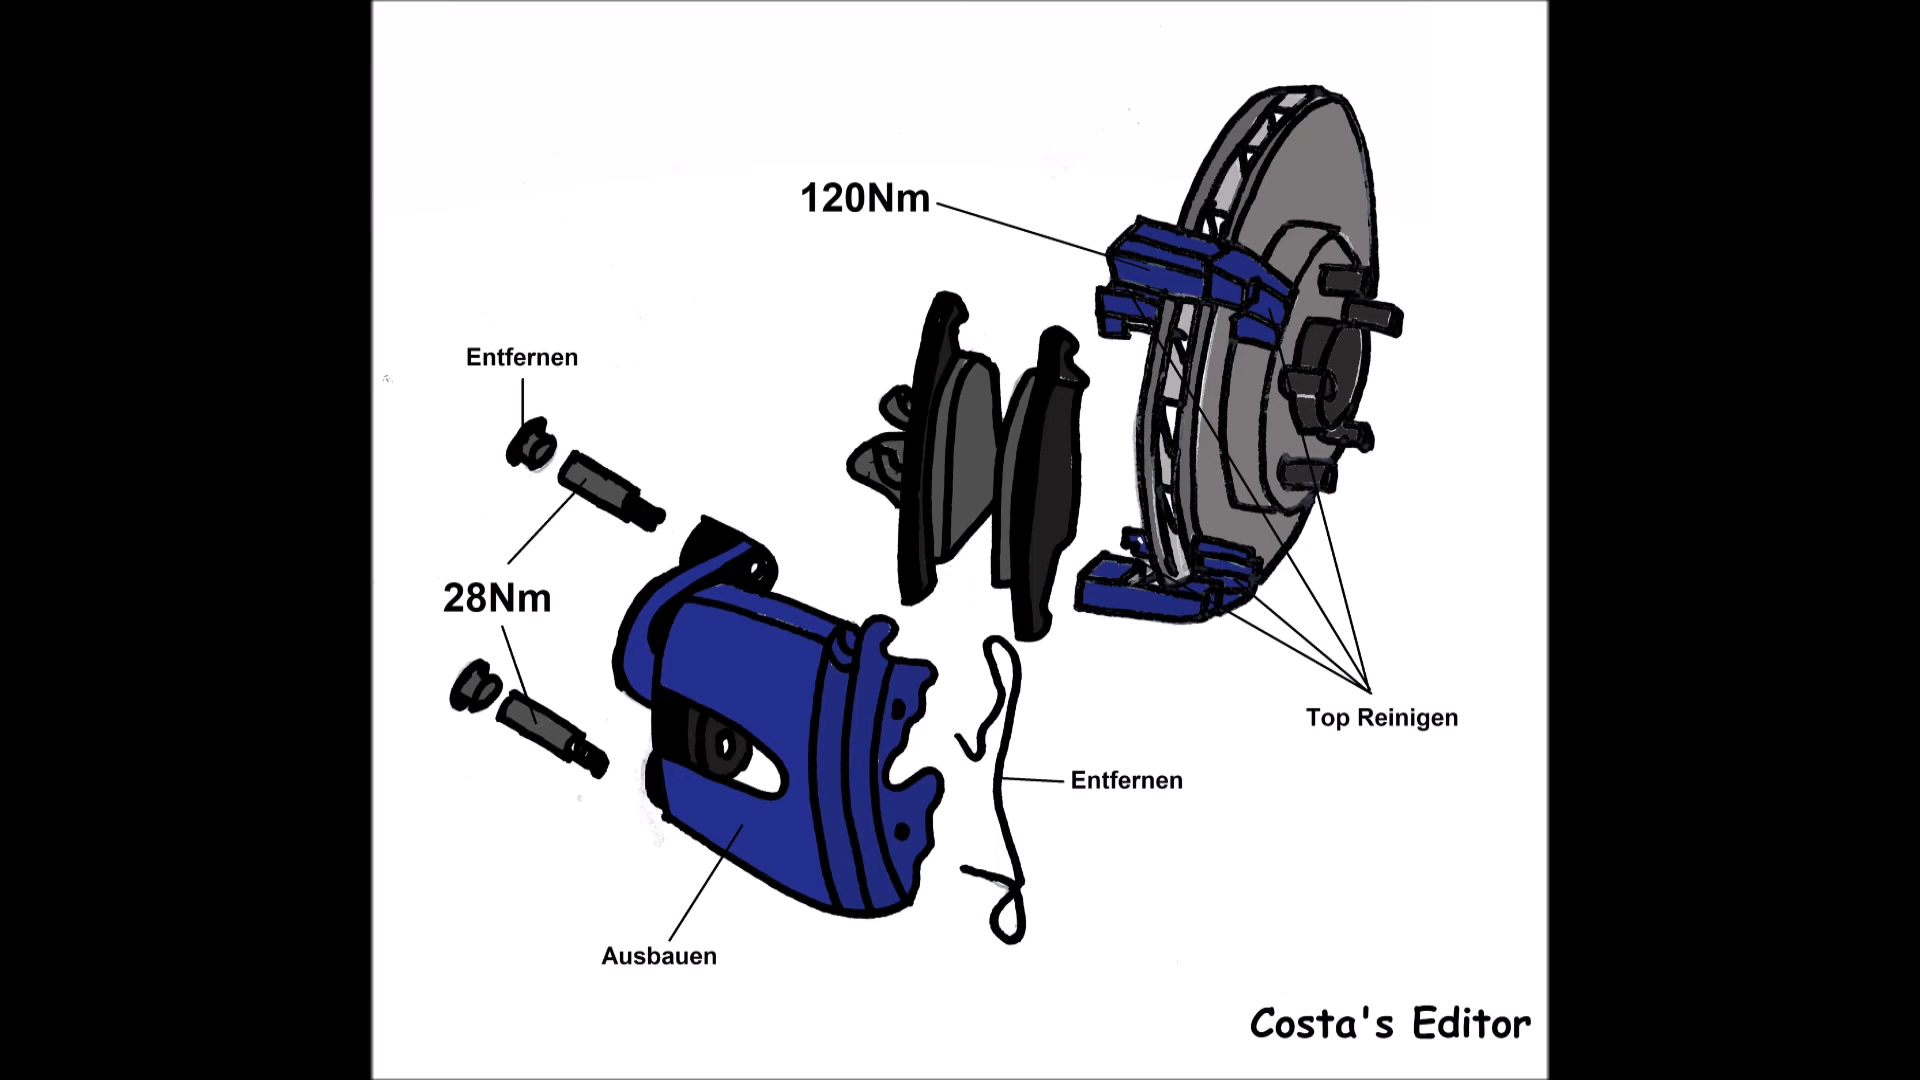 120Nm
Entfernen
28Nm
Top Reinigen
Entfernen
Ausbauen
Costa's Editor